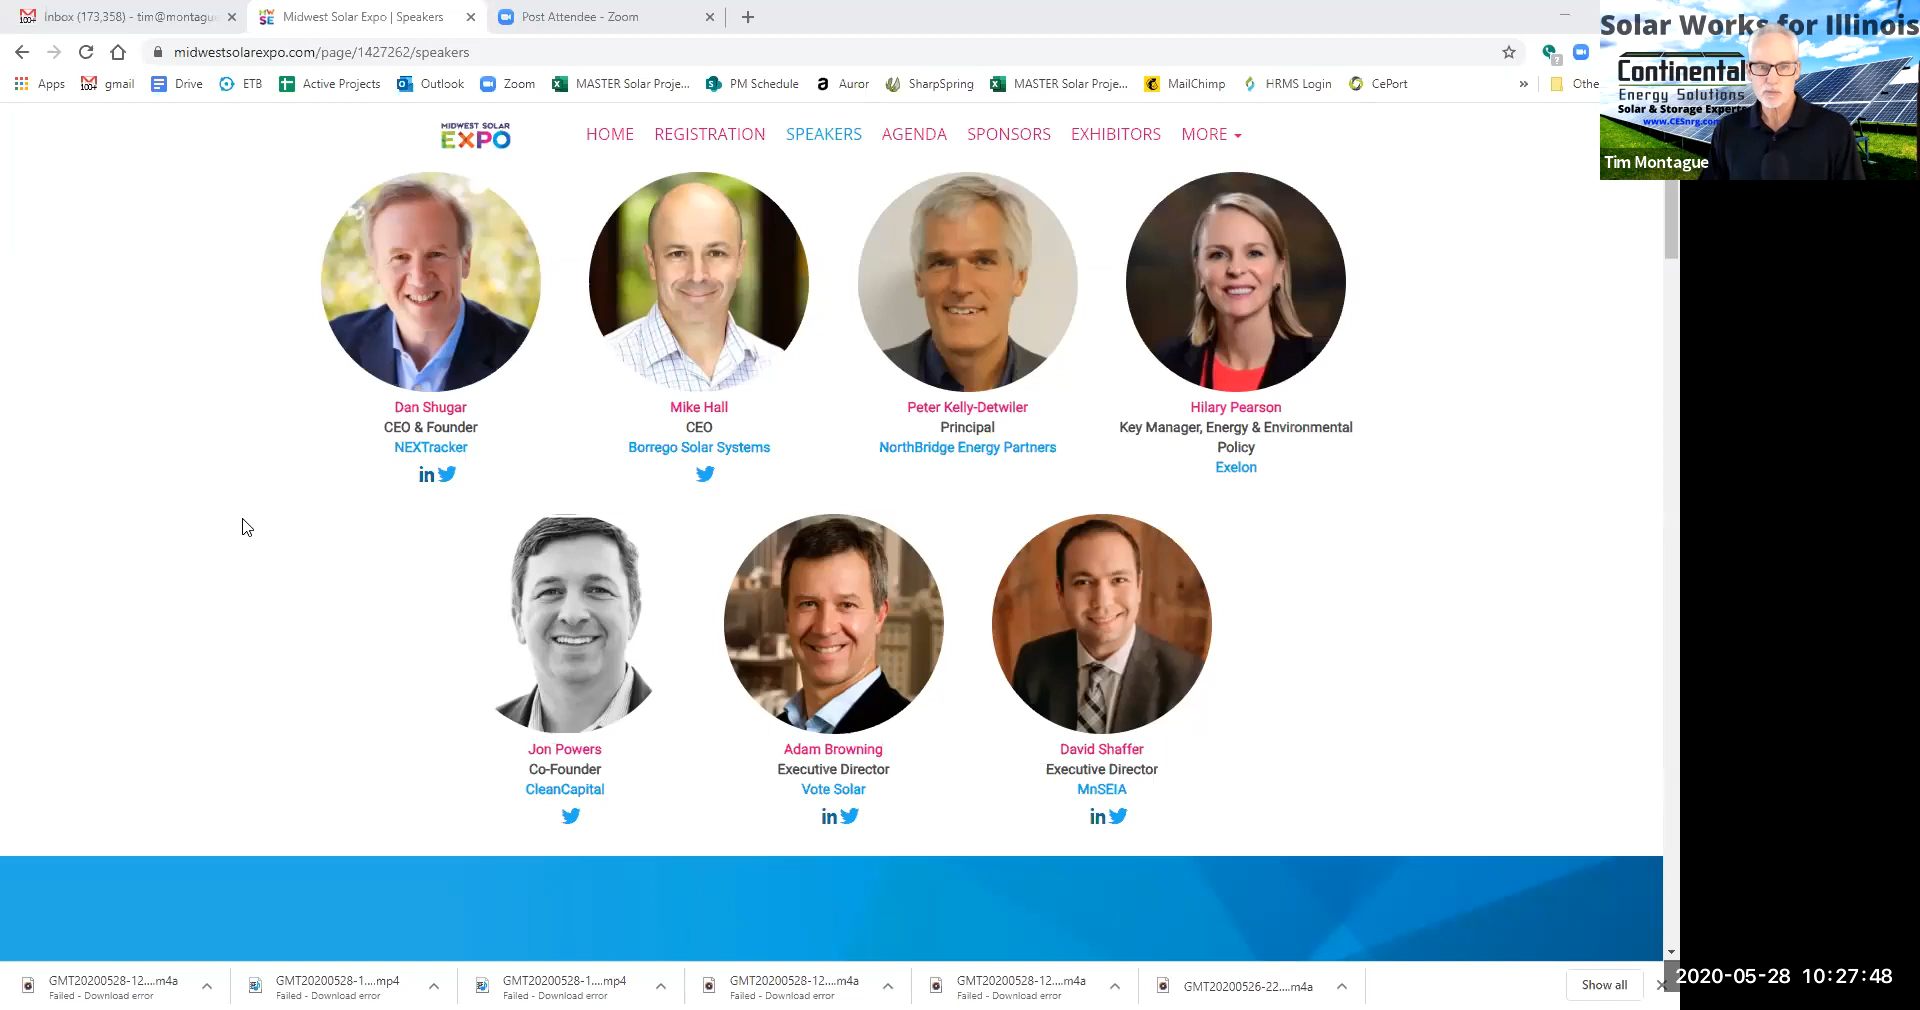 Inbox (173,358) - tim@montagu
Midwest Solar Expo | Speakers
Post Attendee - Zoom
midwestsolarexpo.com/page/1427262/speakers
Apps
gmail
Drive
ETB
Active Projects
Outlook
Zoom
MASTER Solar Proje...
PM Schedule
Auror
SharpSpring
MASTER Solar Proje...
MailChimp
HRMS Login
CePort
»
Othe
Solar Works for Illinois
Continental
Energy Solutions
Solar & Storage Experts
www.CESnrg.com
Tim Montague
MIDWEST SOLAR
EXPO
HOME
REGISTRATION
SPEAKERS
AGENDA
SPONSORS
EXHIBITORS
MORE
Dan Shugar
CEO & Founder
NEXTracker
Mike Hall
CEO
Borrego Solar Systems
Peter Kelly-Detwiler
Principal
NorthBridge Energy Partners
Hilary Pearson
Key Manager, Energy & Environmental
Policy
Exelon
Jon Powers
Co-Founder
CleanCapital
Adam Browning
Executive Director
Vote Solar
David Shaffer
Executive Director
MnSEIA
GMT20200528-12....m4a
Failed - Download error
GMT20200528-1....mp4
Failed - Download error
GMT20200528-1....mp4
Failed - Download error
GMT20200528-12....m4a
Failed - Download error
GMT20200528-12....m4a
Failed - Download error
GMT20200526-22....m4a
Show all
2020-05-28 10:27:48